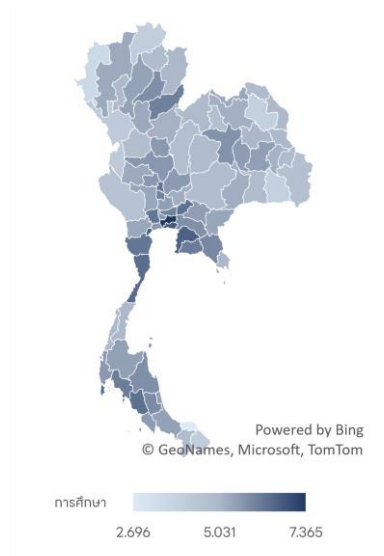 Powered by Bing
© GeoNames, Microsoft, TomTom
การศึกษา
2.696 5.031 7.365